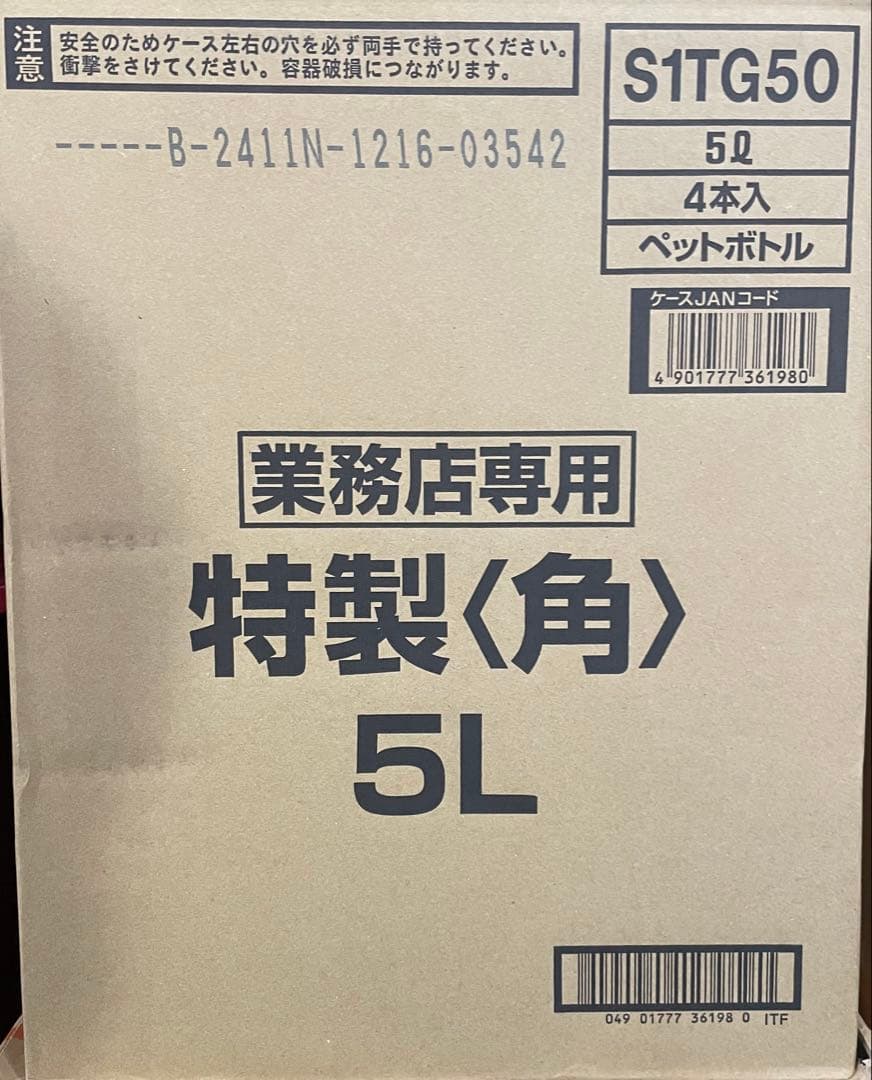 注意
安全のためケース左右の穴を必ず両手で持ってください。
衝撃をさけてください。容器破損につながります。
S1TG50
5ℓ
4本入
ペットボトル
-----B-2411N-1216-03542
ケースJANコード
4 901777 361980
業務店専用
特製〈角〉
5L
049 01777 36198 0 ITF